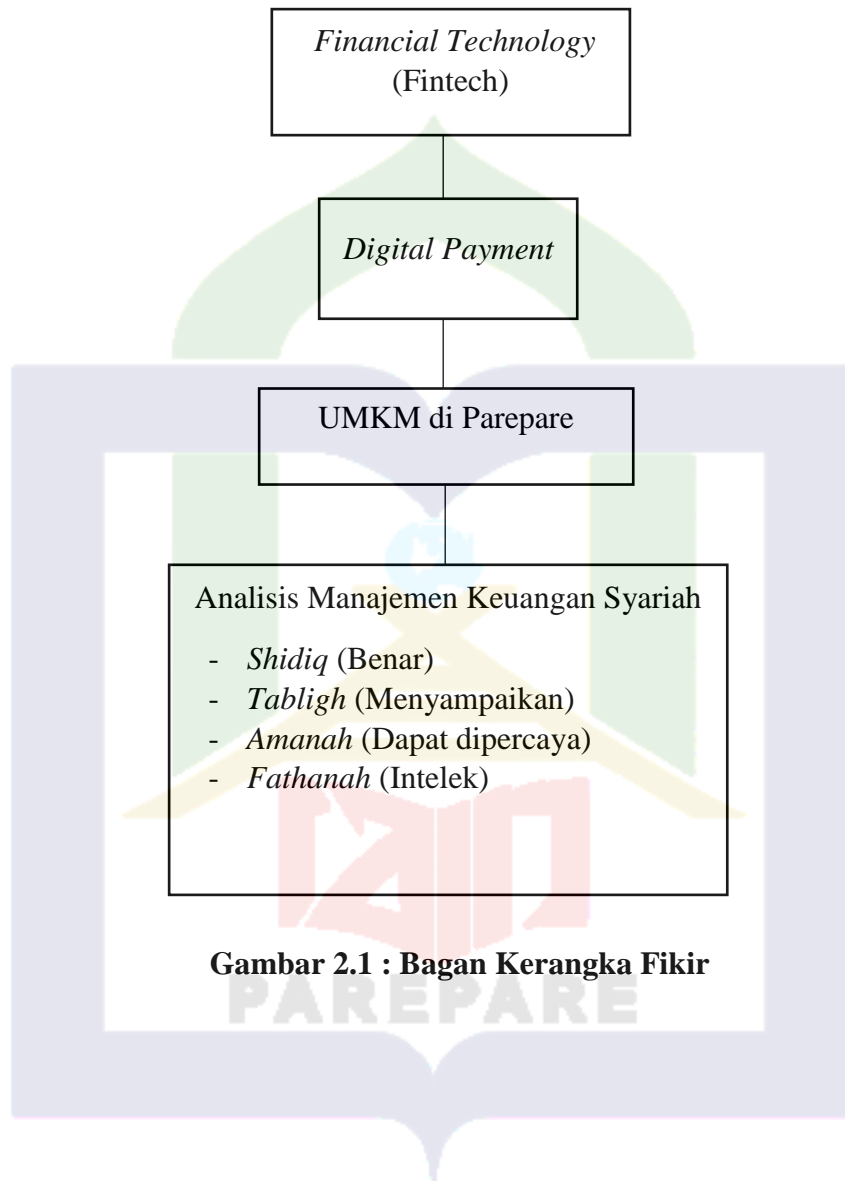 Financial Technology
(Fintech)
Digital Payment
UMKM di Parepare
Analisis Manajemen Keuangan Syariah
- Shidiq (Benar)
- Tabligh (Menyampaikan)
- Amanah (Dapat dipercaya)
- Fathanah (Intelek)
Gambar 2.1 : Bagan Kerangka Fikir
PAREPARE